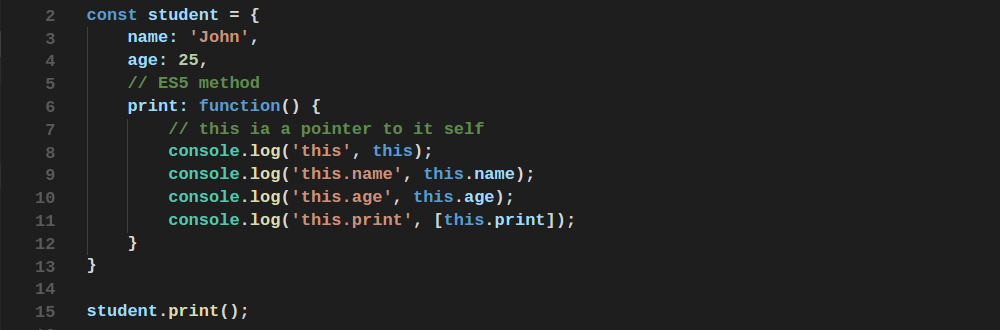 2 const student = {
3 name: 'John',
4 age: 25,
5 // ES5 method
6 print: function() {
7 // this ia a pointer to it self
8 console.log('this', this);
9 console.log('this.name', this.name);
10 console.log('this.age', this.age);
11 console.log('this.print', [this.print]);
12 }
13 }
14
15 student.print();